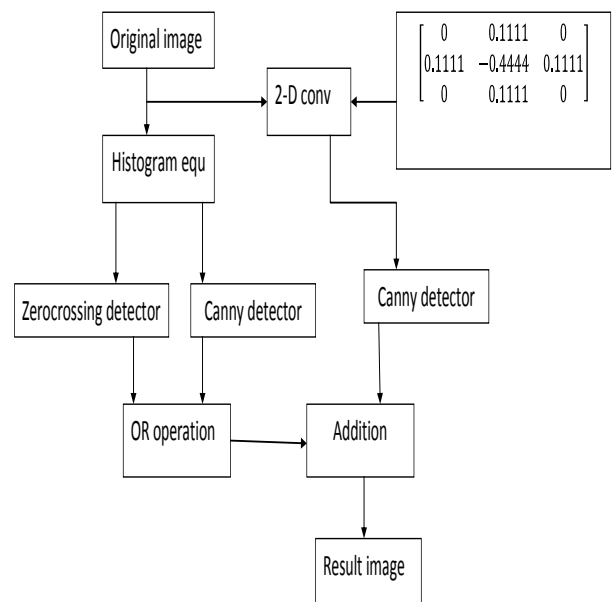 Original image
0 0.1111 0
2-D conv
0.1111 −0.4444 0.1111
0 0.1111 0
Histogram equ
Zerocrossing detector
Canny detector
Canny detector
OR operation
Addition
Result image